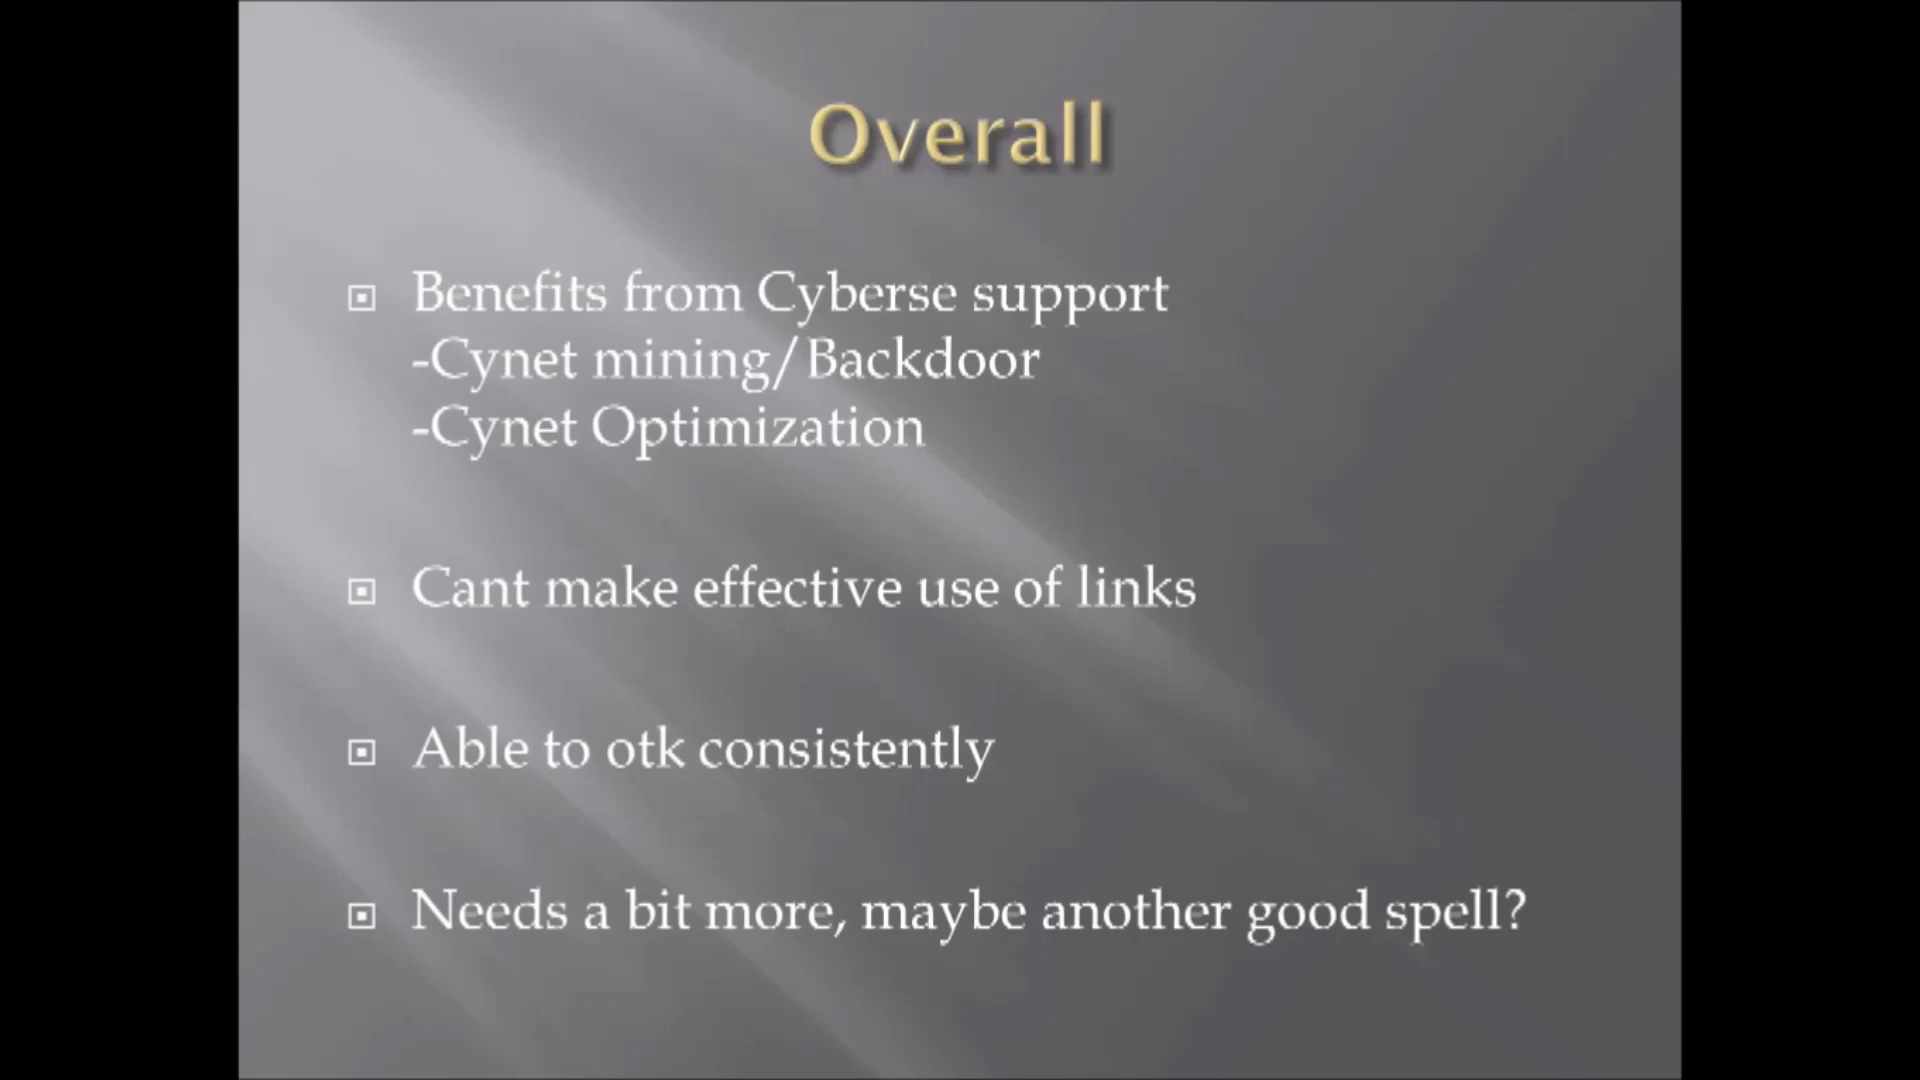 Overall
Benefits from Cyberse support
-Cynet mining/Backdoor
-Cynet Optimization
Cant make effective use of links
Able to otk consistently
Needs a bit more, maybe another good spell?